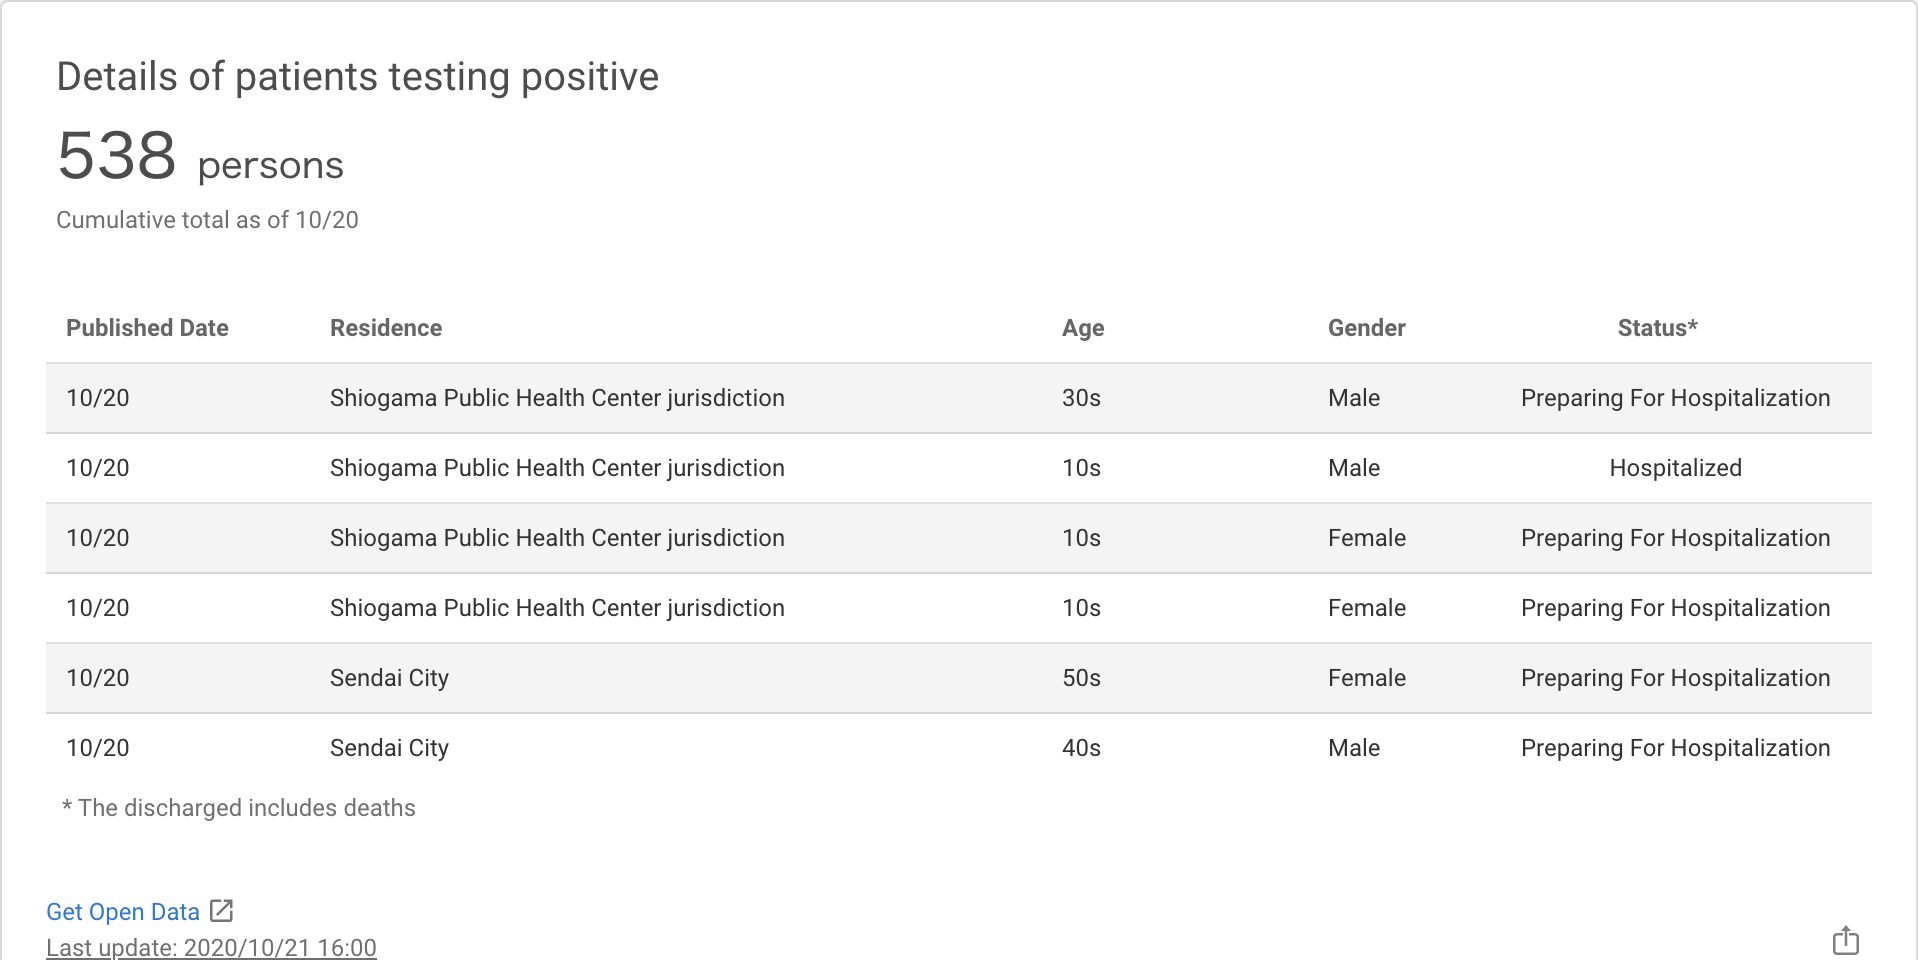 Details of patients testing positive
538 persons
Cumulative total as of 10/20
Published Date Residence Age Gender Status*
10/20 Shiogama Public Health Center jurisdiction 30s Male Preparing For Hospitalization
10/20 Shiogama Public Health Center jurisdiction 10s Male Hospitalized
10/20 Shiogama Public Health Center jurisdiction 10s Female Preparing For Hospitalization
10/20 Shiogama Public Health Center jurisdiction 10s Female Preparing For Hospitalization
10/20 Sendai City 50s Female Preparing For Hospitalization
10/20 Sendai City 40s Male Preparing For Hospitalization
* The discharged includes deaths
Get Open Data
Last update: 2020/10/21 16:00